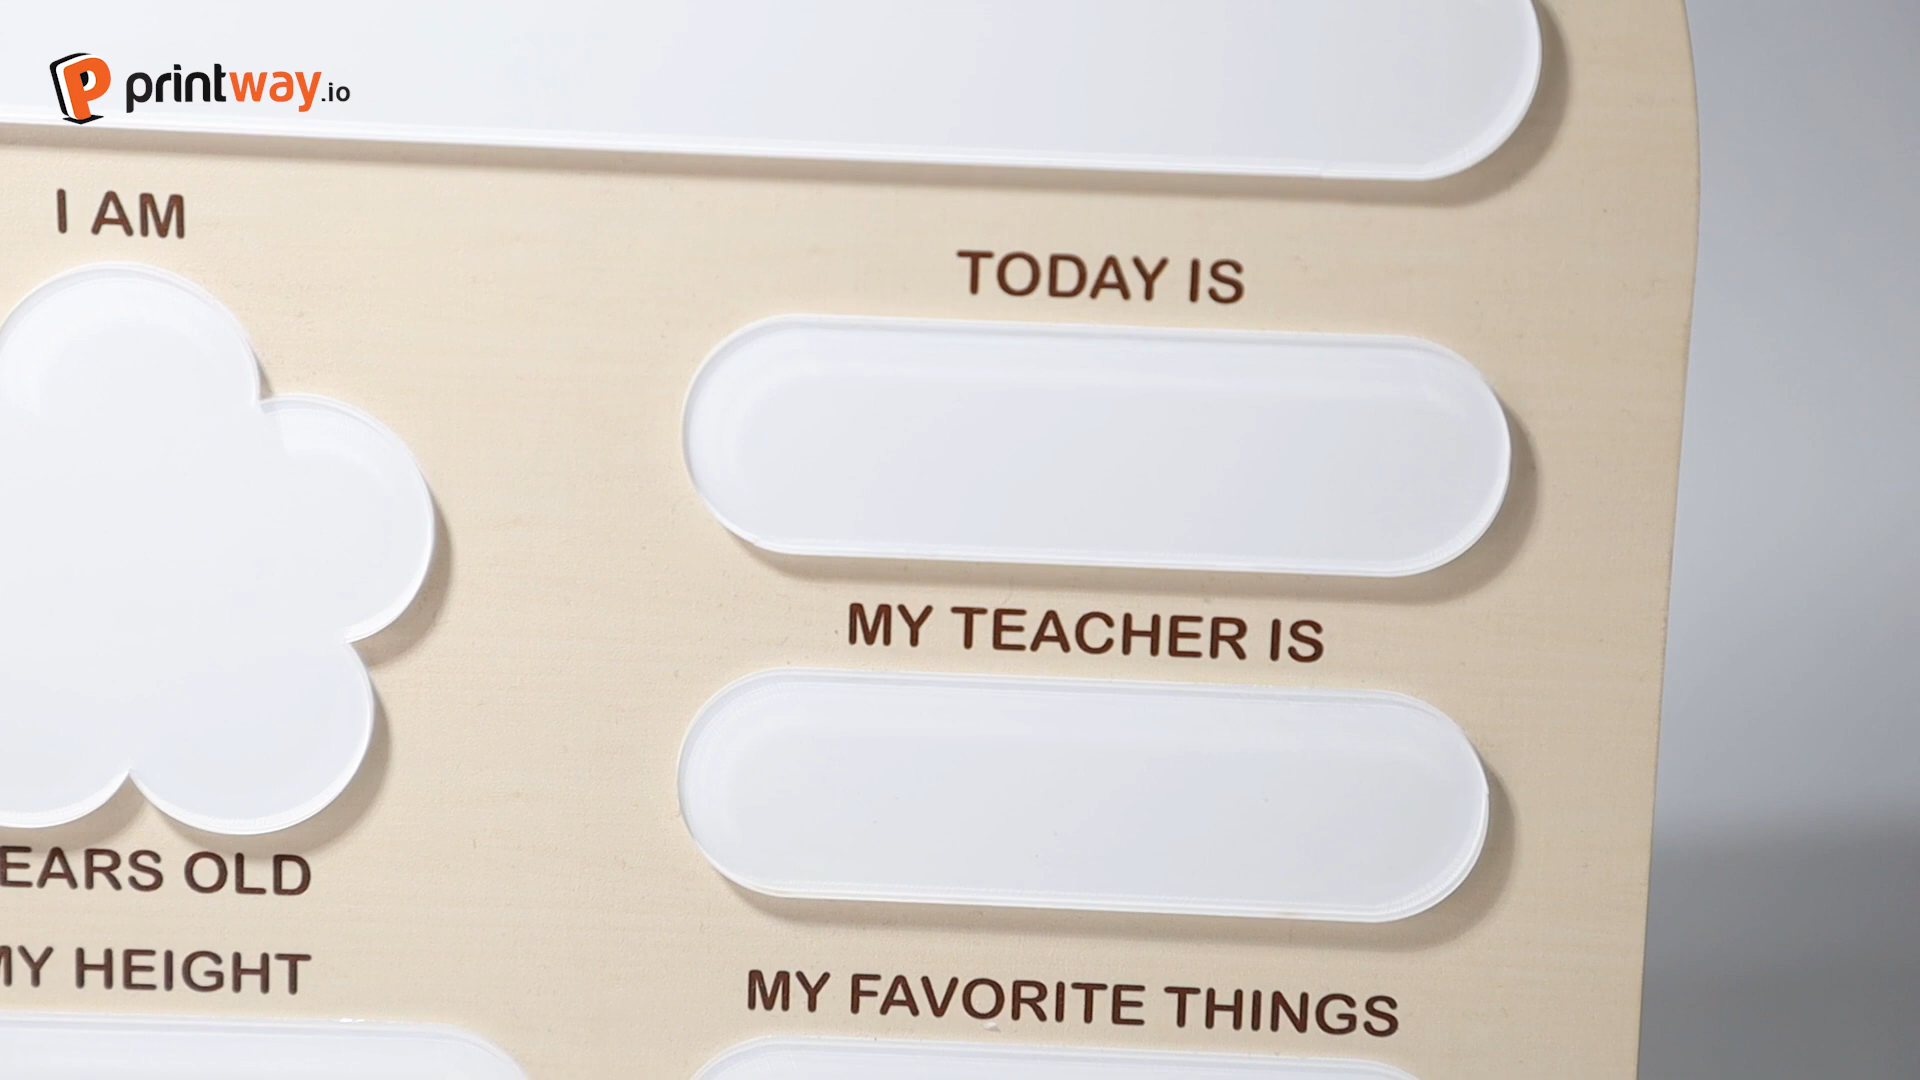 printway.io
I AM
TODAY IS
MY TEACHER IS
EARS OLD
MY HEIGHT
MY FAVORITE THINGS